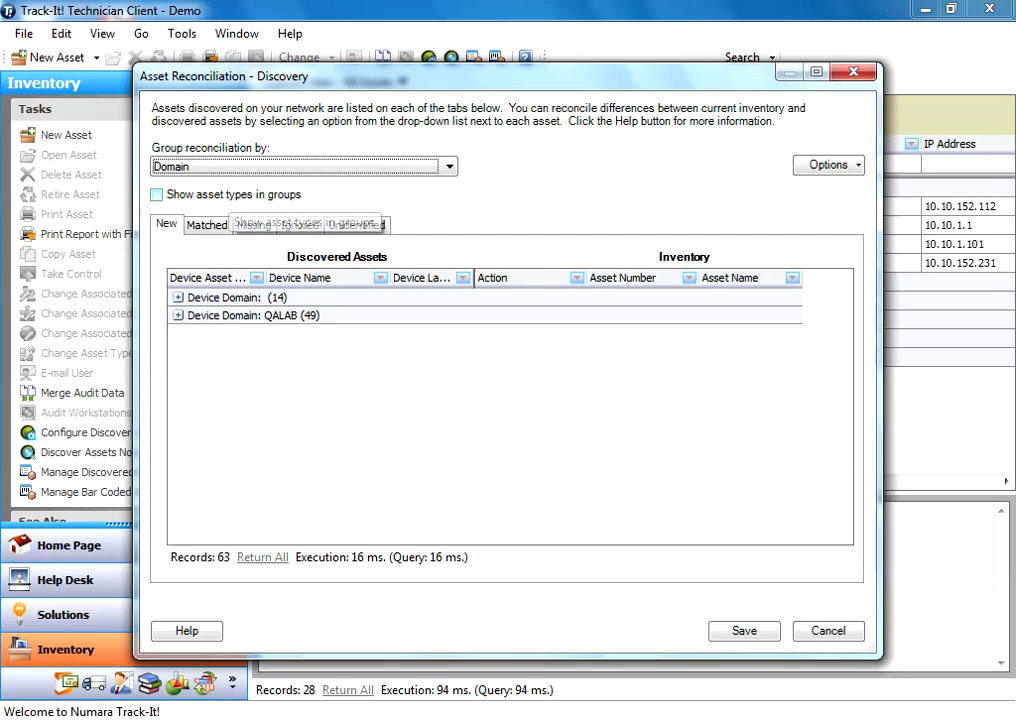 Track-It! Technician Client - Demo
File Edit View Go Tools Window Help
New Asset Change Search
Inventory
Tasks
New Asset
Open Asset
Delete Asset
Retire Asset
Print Asset
Print Report with Fi
Copy Asset
Take Control
Change Associated
Change Associated
Change Associated
Change Asset Type
E-mail User
Merge Audit Data
Audit Workstations
Configure Discover
Discover Assets No
Manage Discovered
Manage Bar Coded
See Also
Home Page
Help Desk
Solutions
Inventory
Asset Reconciliation - Discovery
Assets discovered on your network are listed on each of the tabs below. You can reconcile differences between current inventory and
discovered assets by selecting an option from the drop-down list next to each asset. Click the Help button for more information.
Group reconciliation by:
Domain
Options
Show asset types in groups
New Matched Missing Ignored Unidentified
Show asset types in groups
Discovered Assets Inventory
Device Asset ... Device Name Device La... Action Asset Number Asset Name
Device Domain: (14)
Device Domain: QALAB (49)
Records: 63 Return All Execution: 16 ms. (Query: 16 ms.)
Help Save Cancel
IP Address
10.10.152.112
10.10.1.1
10.10.1.101
10.10.152.231
Records: 28 Return All Execution: 94 ms. (Query: 94 ms.)
Welcome to Numara Track-It!